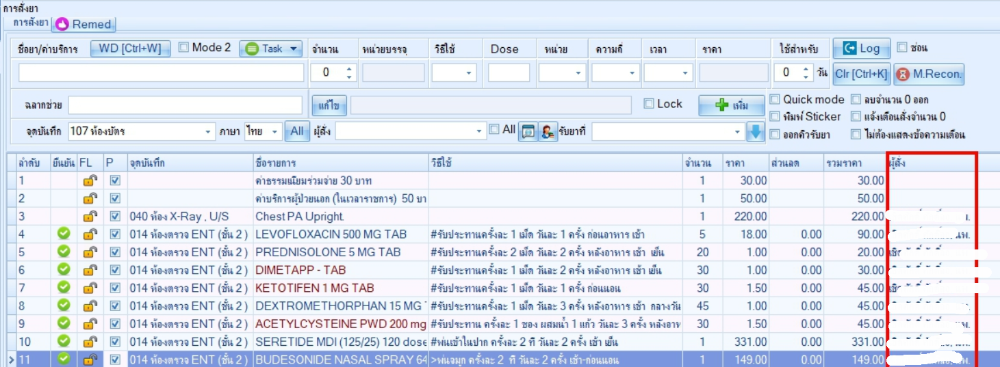 การสั่งยา
การสั่งยา Remed
ชื่อยา/ค่าบริการ WD [Ctrl+W] Mode 2 Task จำนวน หน่วยบรรจุ วิธีใช้ Dose หน่วย ความถี่ เวลา ราคา ใช้สำหรับ Log ซ่อน
0 0 วัน Clr [Ctrl+K] M.Recon.
ฉลากช่วย แก้ไข Lock เพิ่ม Quick mode ลบจำนวน 0 ออก
พิมพ์ Sticker แจ้งเตือนสั่งจำนวน 0
จุดบันทึก 107 ห้องบัตร ภาษา ไทย All ผู้สั่ง All รับยาที่ ออกคิวรับยา ไม่ต้องแสดงข้อความเตือน
ลำดับ ยืนยัน FL P จุดบันทึก ชื่อรายการ วิธีใช้ จำนวน ราคา ส่วนลด รวมราคา ผู้สั่ง
1 ค่าธรรมเนียมร่วมจ่าย 30 บาท 1 30.00 30.00
2 ค่าบริการผู้ป่วยนอก (ในเวลาราชการ) 50 บา 1 50.00 50.00
3 040 ห้อง X-Ray , U/S Chest PA Upright. 1 220.00 220.00
4 014 ห้องตรวจ ENT (ชั้น 2 ) LEVOFLOXACIN 500 MG TAB #รับประทานครั้งละ 1 เม็ด วันละ 1 ครั้ง ก่อนอาหาร เช้า 5 18.00 0.00 90.00 นพ.
5 014 ห้องตรวจ ENT (ชั้น 2 ) PREDNISOLONE 5 MG TAB #รับประทานครั้งละ 2 เม็ด วันละ 2 ครั้ง หลังอาหาร เช้า เย็น 20 1.00 0.00 20.00
6 014 ห้องตรวจ ENT (ชั้น 2 ) DIMETAPP - TAB #รับประทานครั้งละ 1 เม็ด วันละ 2 ครั้ง หลังอาหาร เช้า เย็น 30 1.00 0.00 30.00
7 014 ห้องตรวจ ENT (ชั้น 2 ) KETOTIFEN 1 MG TAB #รับประทานครั้งละ 1 เม็ด วันละ 1 ครั้ง ก่อนนอน 30 1.50 0.00 45.00
8 014 ห้องตรวจ ENT (ชั้น 2 ) DEXTROMETHORPHAN 15 MG #รับประทานครั้งละ 1 เม็ด วันละ 3 ครั้ง หลังอาหาร เช้า กลางวัน 45 1.00 0.00 45.00
9 014 ห้องตรวจ ENT (ชั้น 2 ) ACETYLCYSTEINE PWD 200 mg #รับประทาน ครั้งละ 1 ซอง ผสมน้ำ 1 แก้ว วันละ 3 ครั้ง หลังอาห 30 1.50 0.00 45.00
10 014 ห้องตรวจ ENT (ชั้น 2 ) SERETIDE MDI (125/25) 120 dose #พ่นเข้าในปาก ครั้งละ 2 ที วันละ 2 ครั้ง เช้า เย็น 1 331.00 0.00 331.00
11 014 ห้องตรวจ ENT (ชั้น 2 ) BUDESONIDE NASAL SPRAY 64 >พ่นจมูก ครั้งละ 2 ที วันละ 2 ครั้ง เช้า-ก่อนนอน 1 149.00 0.00 149.00